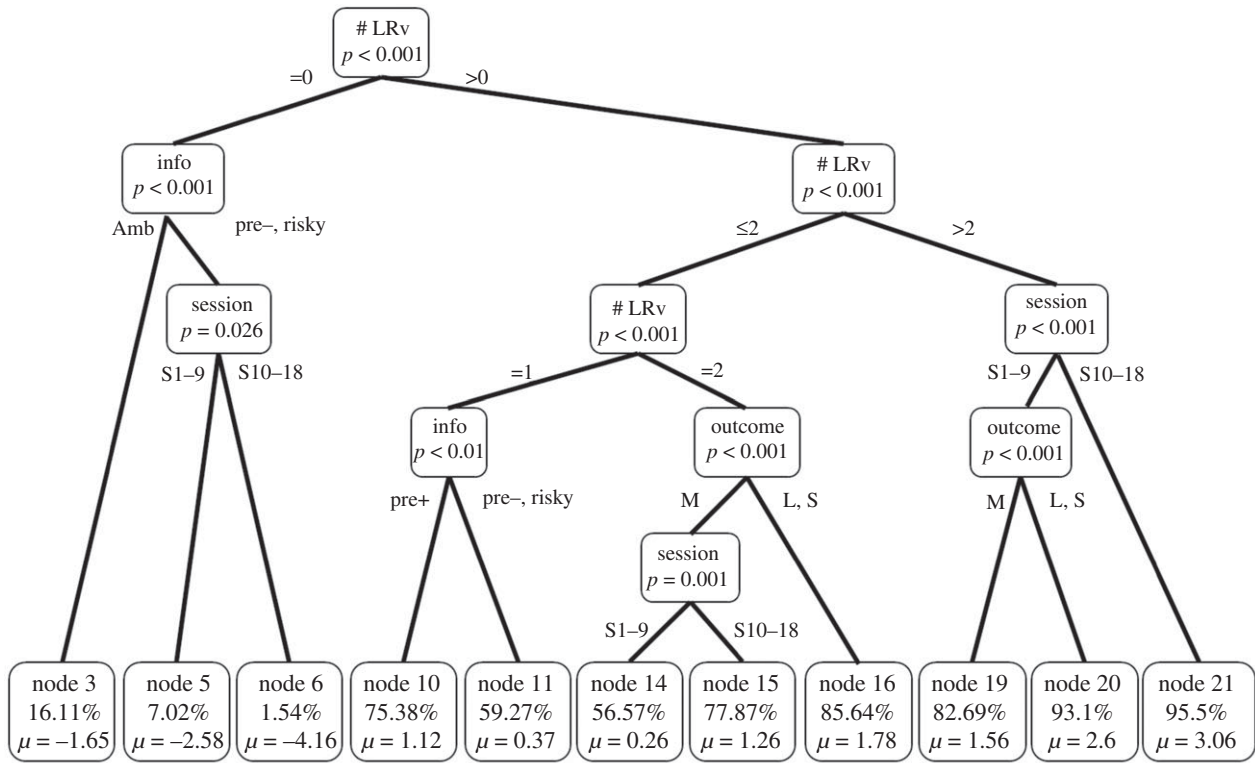 # LRv
p < 0.001
=0
>0
info
p < 0.001
# LRv
p < 0.001
Amb
pre–, risky
≤2
>2
session
p = 0.026
# LRv
p < 0.001
session
p < 0.001
S1–9
S10–18
=1
=2
S1–9
S10–18
info
p < 0.01
outcome
p < 0.001
outcome
p < 0.001
pre+
pre–, risky
M
L, S
M
L, S
session
p = 0.001
S1–9
S10–18
node 3
16.11%
μ = –1.65
node 5
7.02%
μ = –2.58
node 6
1.54%
μ = –4.16
node 10
75.38%
μ = 1.12
node 11
59.27%
μ = 0.37
node 14
56.57%
μ = 0.26
node 15
77.87%
μ = 1.26
node 16
85.64%
μ = 1.78
node 19
82.69%
μ = 1.56
node 20
93.1%
μ = 2.6
node 21
95.5%
μ = 3.06